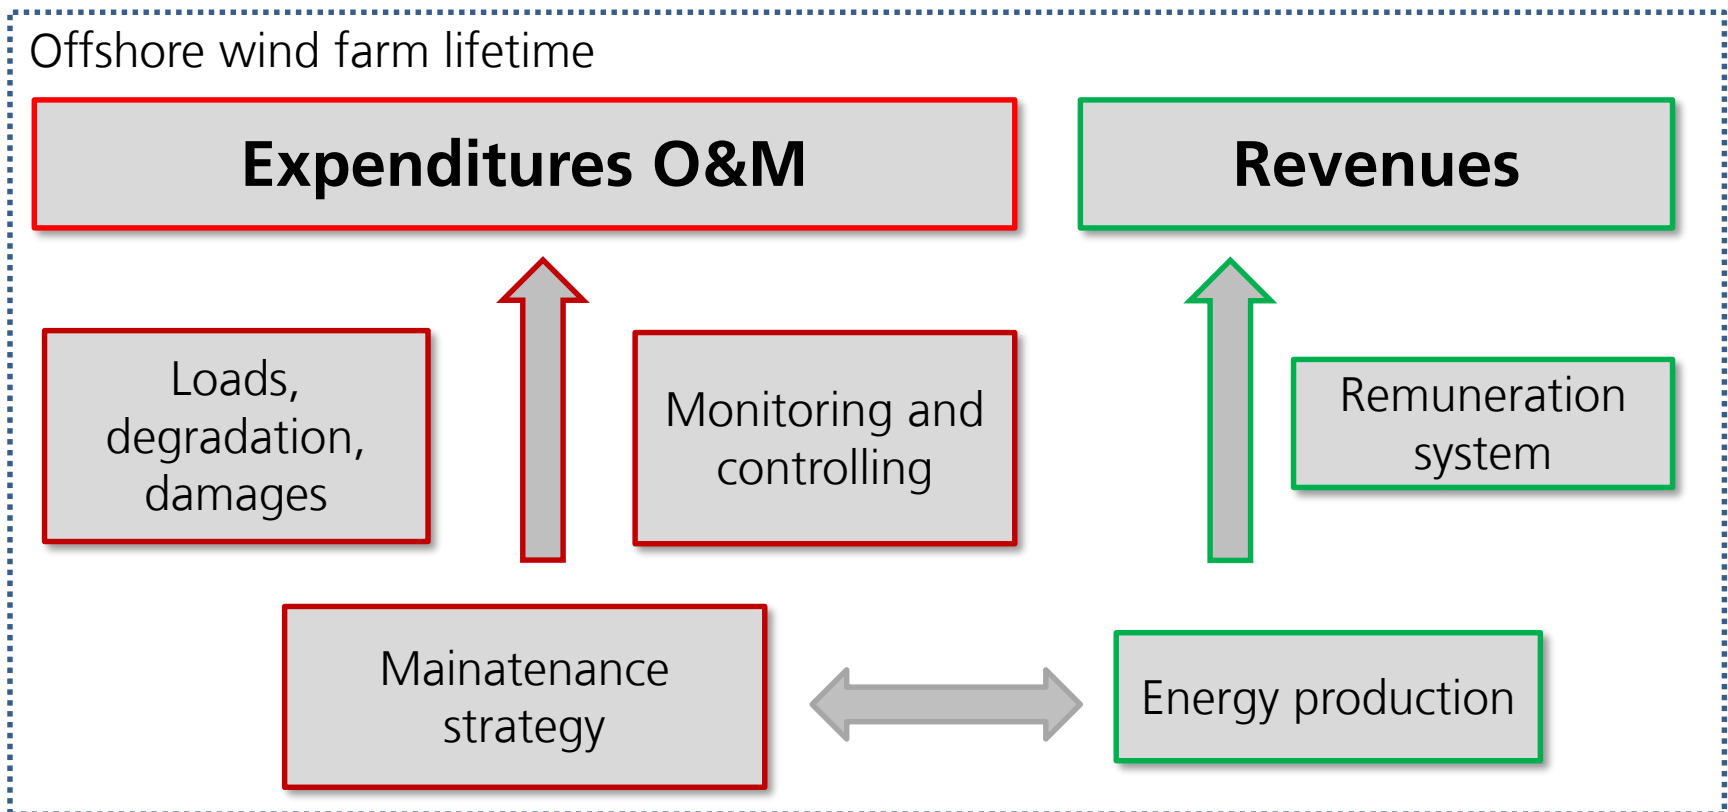 Offshore wind farm lifetime
Expenditures O&M
Revenues
Loads,
degradation,
damages
Monitoring and
controlling
Remuneration
system
Mainatenance
strategy
Energy production